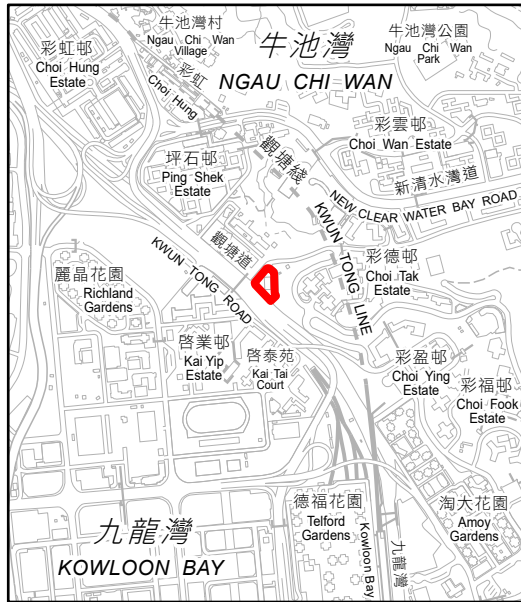 彩虹邨
Choi Hung
Estate
牛池灣村
Ngau Chi Wan
Village
牛池灣
NGAU CHI WAN
牛池灣公園
Ngau Chi Wan
Park
彩虹
Choi Hung
坪石邨
Ping Shek
Estate
觀塘綫
KWUN TONG LINE
彩雲邨
Choi Wan Estate
新清水灣道
NEW CLEAR WATER BAY ROAD
觀塘道
KWUN TONG ROAD
彩德邨
Choi Tak
Estate
麗晶花園
Richland
Gardens
啓業邨
Kai Yip
Estate
啓泰苑
Kai Tai
Court
彩盈邨
Choi Ying
Estate
彩福邨
Choi Fook
Estate
九龍灣
KOWLOON BAY
德福花園
Telford
Gardens
Kowloon Bay
九龍灣
淘大花園
Amoy
Gardens